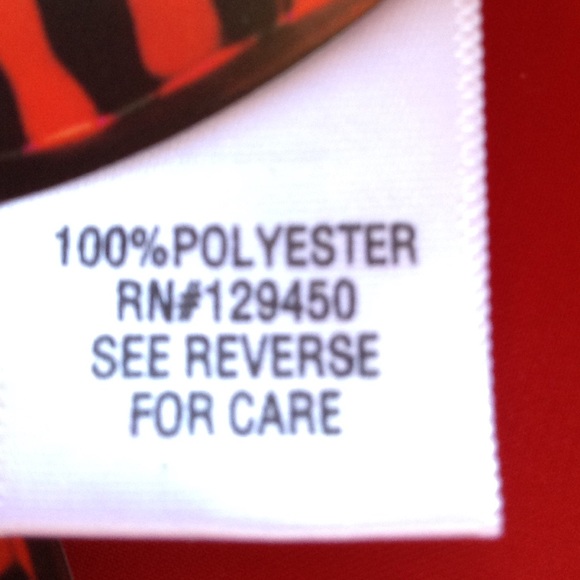 100%POLYESTER
RN#129450
SEE REVERSE
FOR CARE